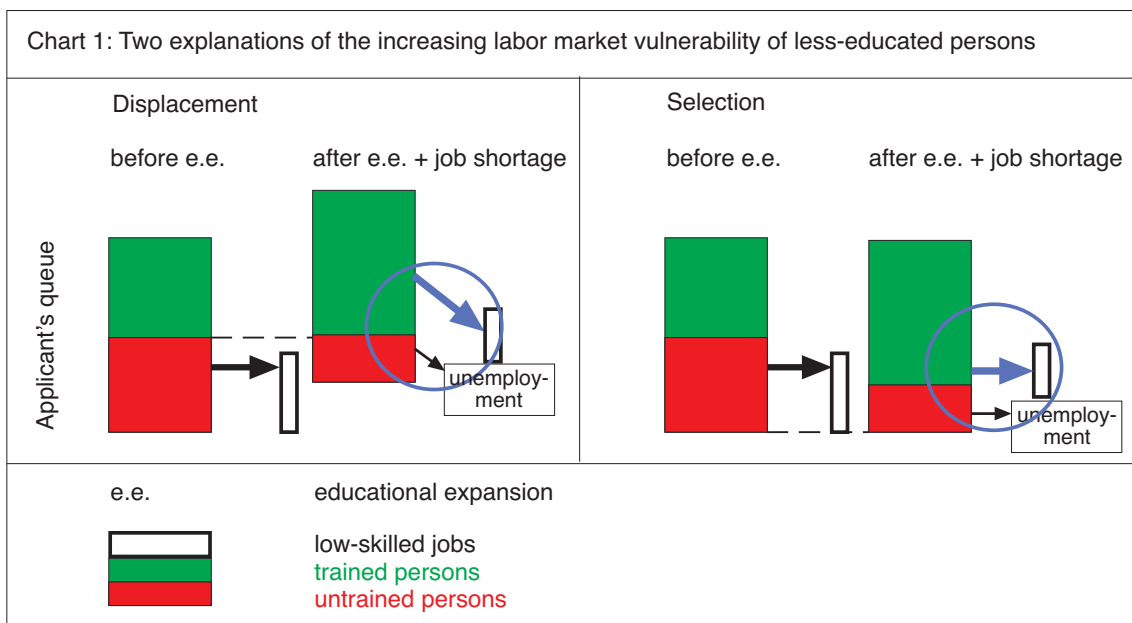 Chart 1: Two explanations of the increasing labor market vulnerability of less-educated persons
Displacement
before e.e.
after e.e. + job shortage
Applicant's queue
unemploy-
ment
Selection
before e.e.
after e.e. + job shortage
unemploy-
ment
e.e.
educational expansion
low-skilled jobs
trained persons
untrained persons